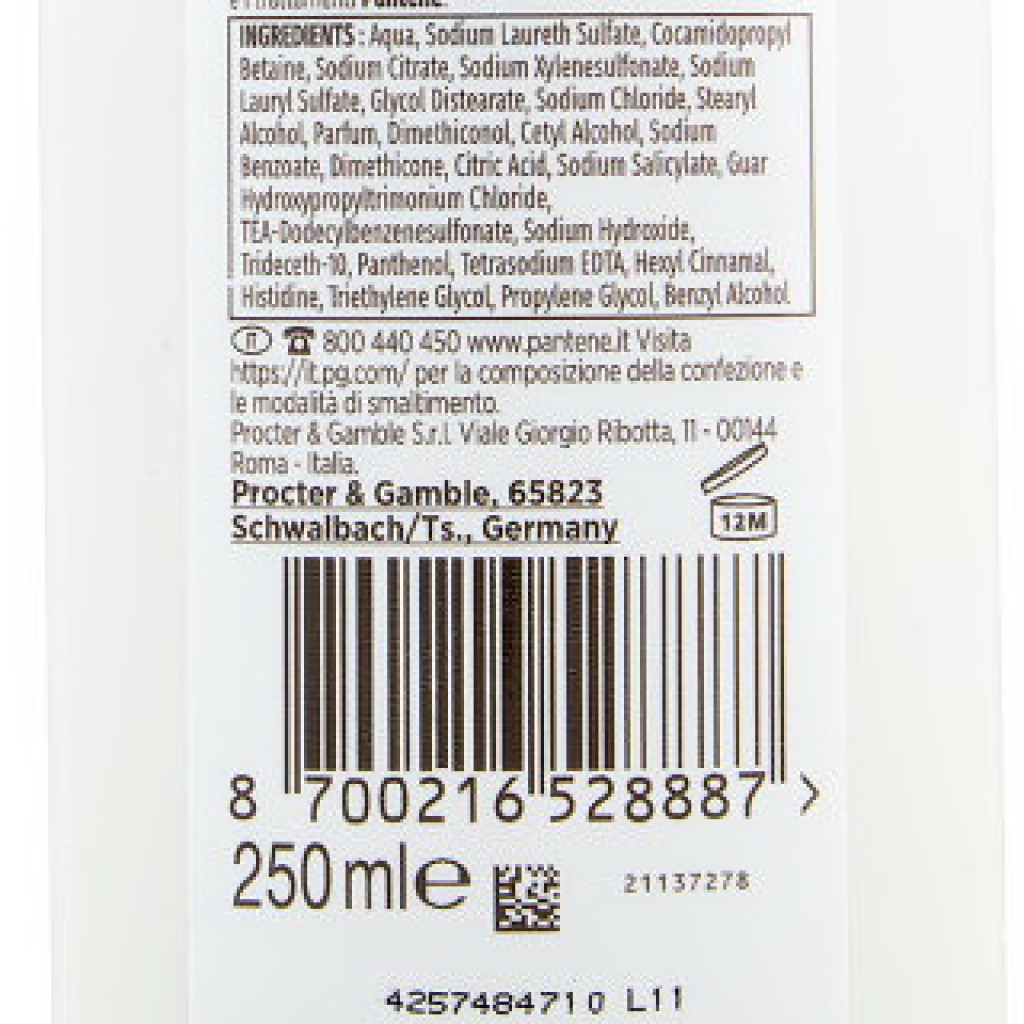 e i trattamenti Pantene.
INGREDIENTS : Aqua, Sodium Laureth Sulfate, Cocamidopropyl
Betaine, Sodium Citrate, Sodium Xylenesulfonate, Sodium
Lauryl Sulfate, Glycol Distearate, Sodium Chloride, Stearyl
Alcohol, Parfum, Dimethiconol, Cetyl Alcohol, Sodium
Benzoate, Dimethicone, Citric Acid, Sodium Salicylate, Guar
Hydroxypropyltrimonium Chloride,
TEA-Dodecylbenzenesulfonate, Sodium Hydroxide,
Trideceth-10, Panthenol, Tetrasodium EDTA, Hexyl Cinnamal,
Histidine, Triethylene Glycol, Propylene Glycol, Benzyl Alcohol
IT ☎ 800 440 450 www.pantene.it Visita
https://it.pg.com/ per la composizione della confezione e
le modalità di smaltimento.
Procter & Gamble S.r.l. Viale Giorgio Ribotta, 11 - 00144
Roma - Italia.
Procter & Gamble, 65823
Schwalbach/Ts., Germany
12M
8 700216 528887 >
250 ml e
21137278
4257484710 L11